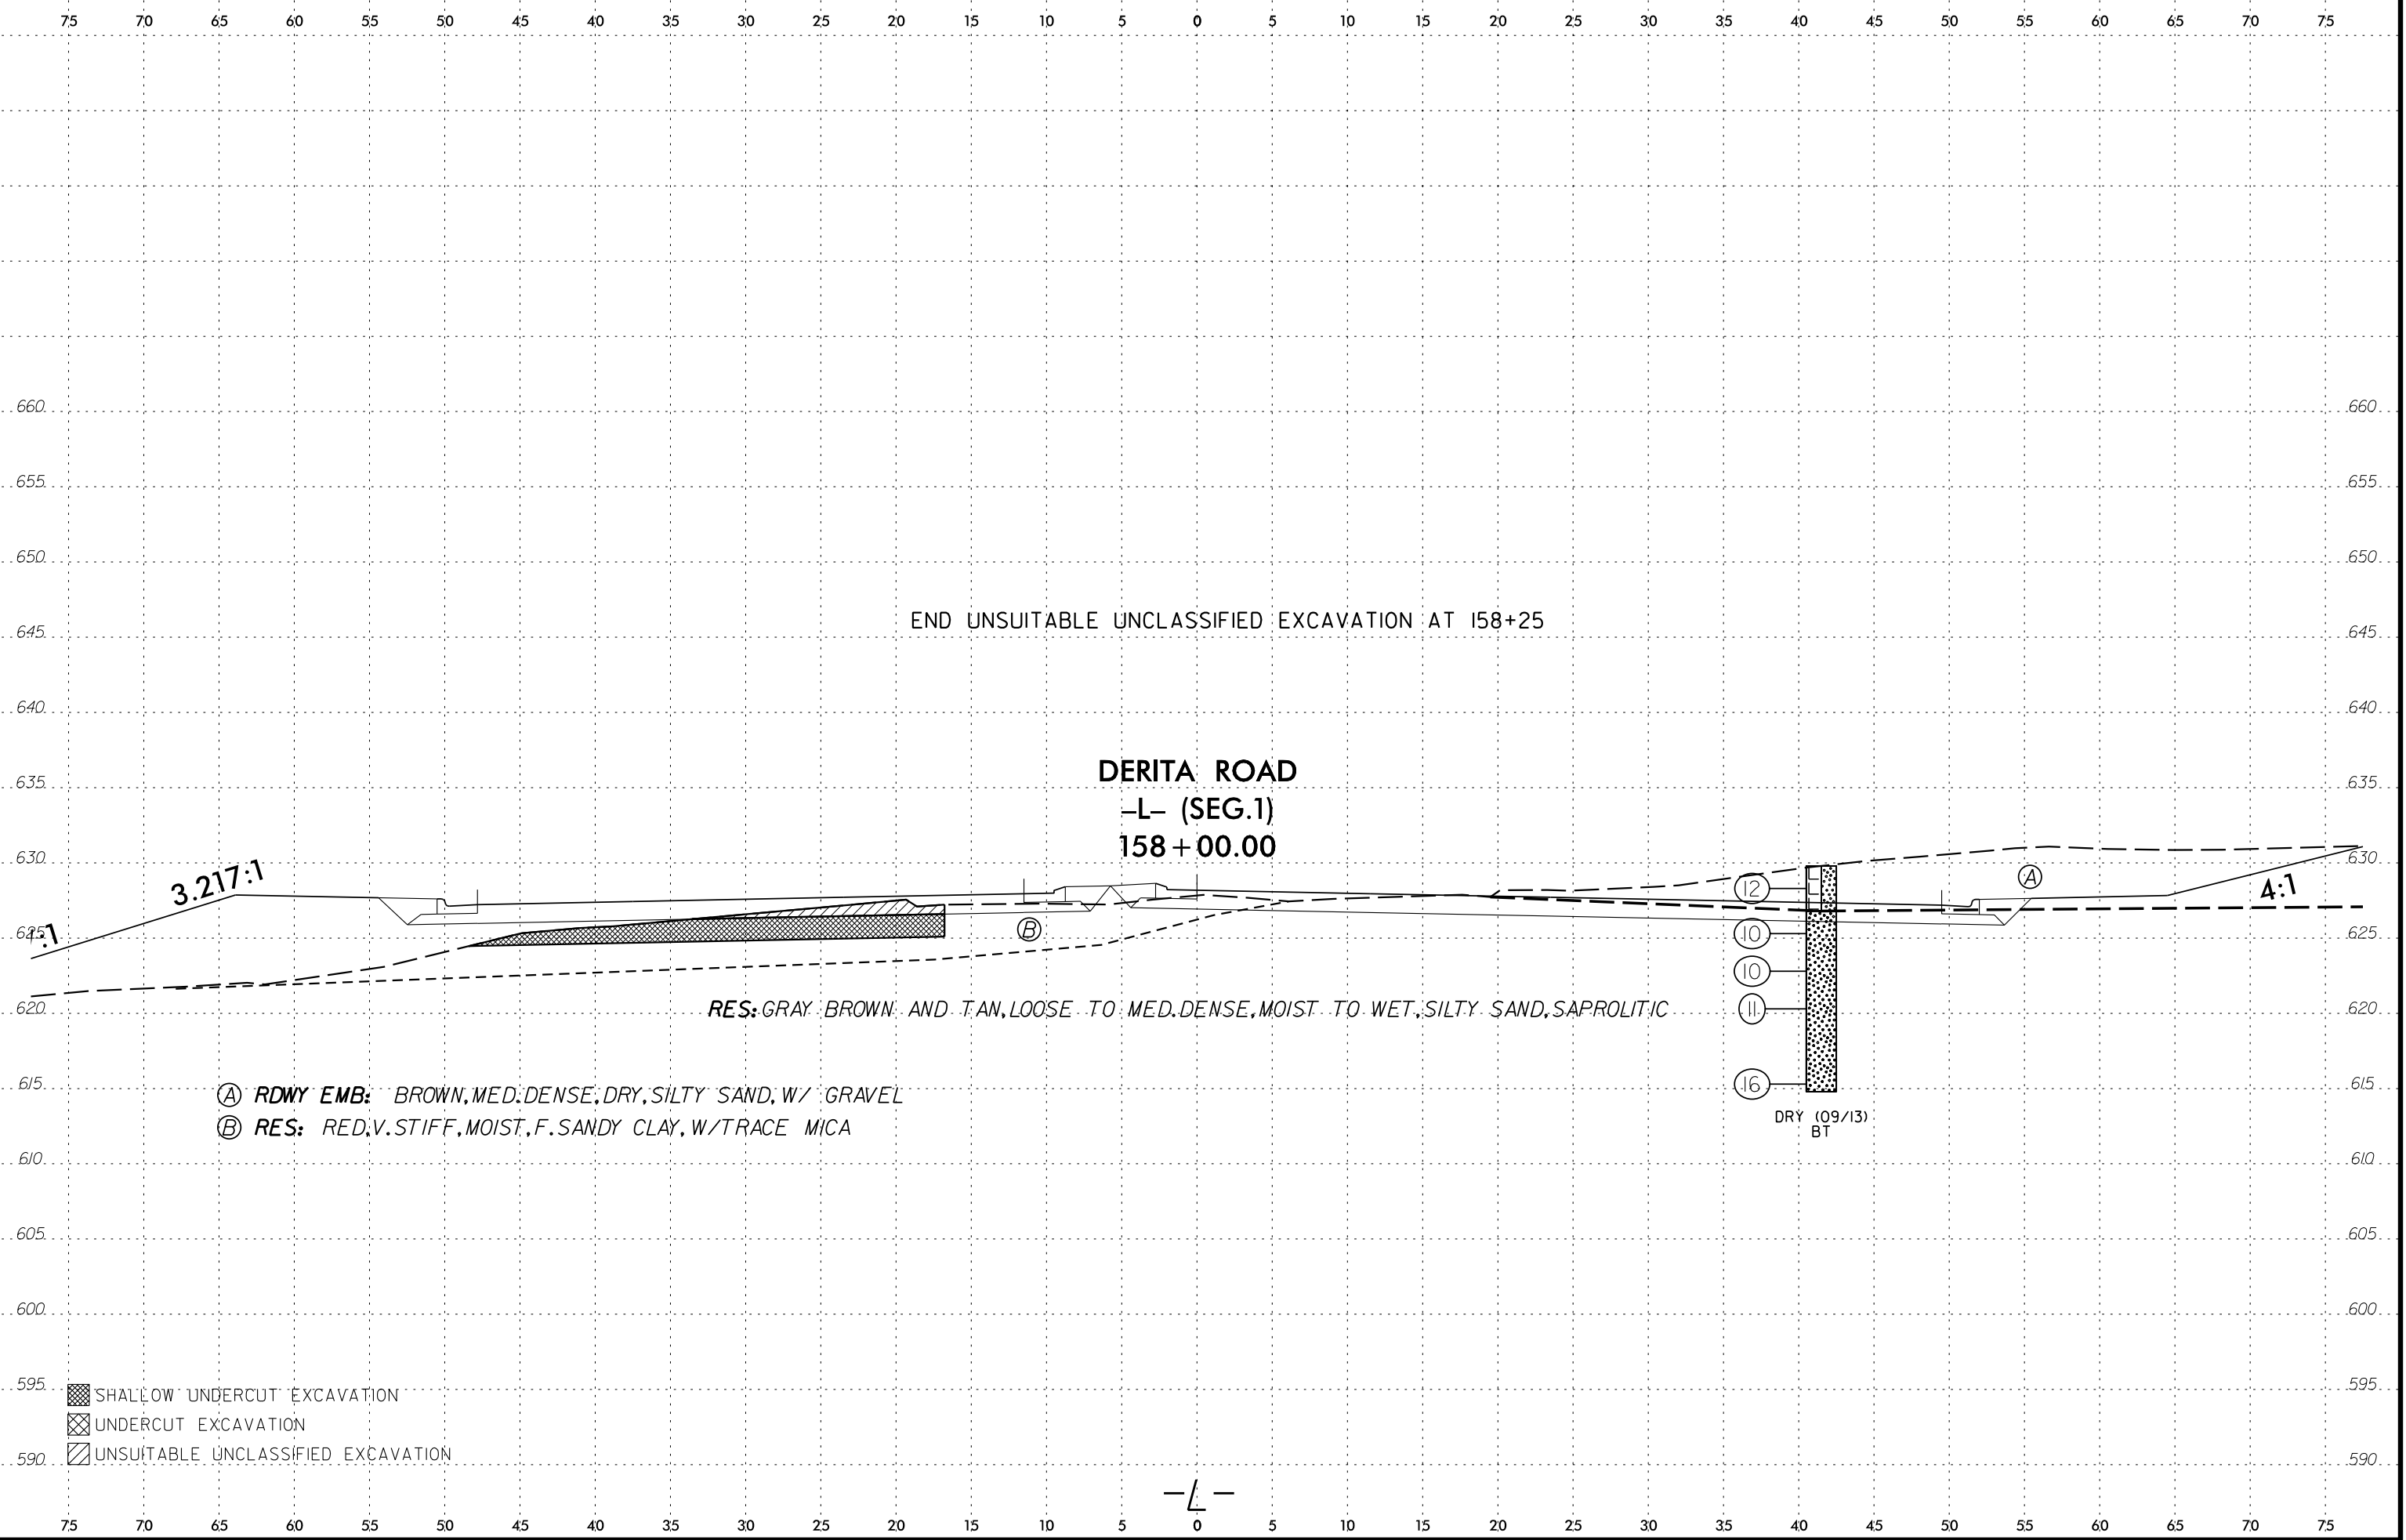 75 70 65 60 55 50 45 40 35 30 25 20 15 10 5 0 5 10 15 20 25 30 35 40 45 50 55 60 65 70 75
660 660
655 655
650 650
END UNSUITABLE UNCLASSIFIED EXCAVATION AT 158+25
645 645
640 640
DERITA ROAD
635 635
-L- (SEG.1)
158+00.00
630 630
3.217:1
A
12
4:1
:1
625 625
B
10
10
620 620
RES: GRAY BROWN AND TAN, LOOSE TO MED. DENSE, MOIST TO WET, SILTY SAND, SAPROLITIC
11
615 615
16
A RDWY EMB: BROWN, MED. DENSE, DRY, SILTY SAND, W/ GRAVEL
B RES: RED, V. STIFF, MOIST, F. SANDY CLAY, W/TRACE MICA
DRY (09/13)
BT
610 610
605 605
600 600
595 595
SHALLOW UNDERCUT EXCAVATION
UNDERCUT EXCAVATION
UNSUITABLE UNCLASSIFIED EXCAVATION
590 590
-L-
75 70 65 60 55 50 45 40 35 30 25 20 15 10 5 0 5 10 15 20 25 30 35 40 45 50 55 60 65 70 75